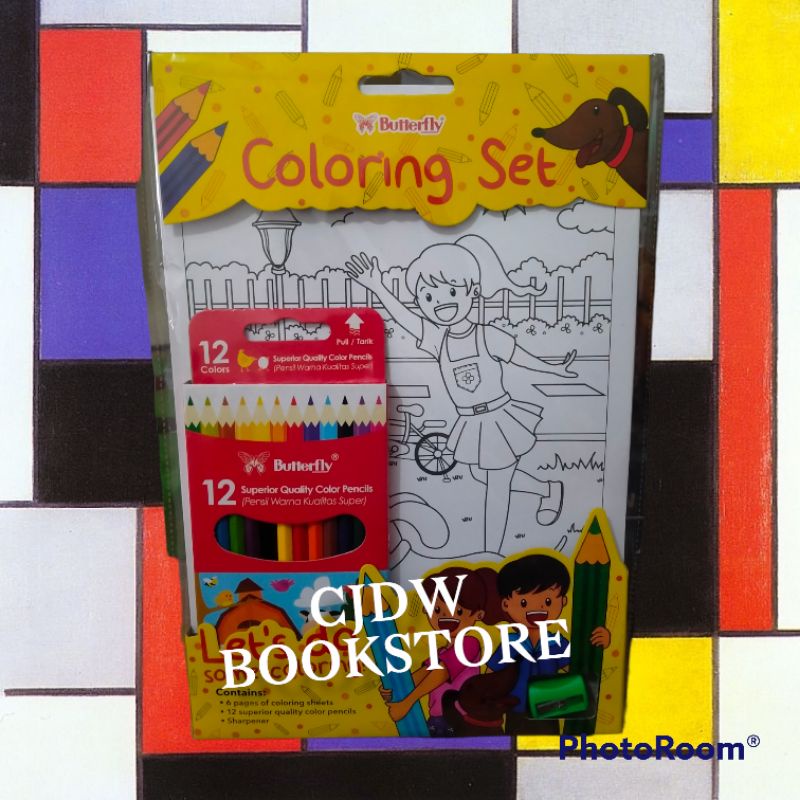 Butterfly
Coloring Set
Pull / Tarik
12
Colors
Superior Quality Color Pencils
(Pensil Warna Kualitas Super)
Butterfly®
12 Superior Quality Color Pencils
(Pensil Warna Kualitas Super)
CJDW
BOOKSTORE
Let's do
Contains:
• 6 pages of coloring sheets
• 12 superior quality color pencils
• Sharpener
PhotoRoom®